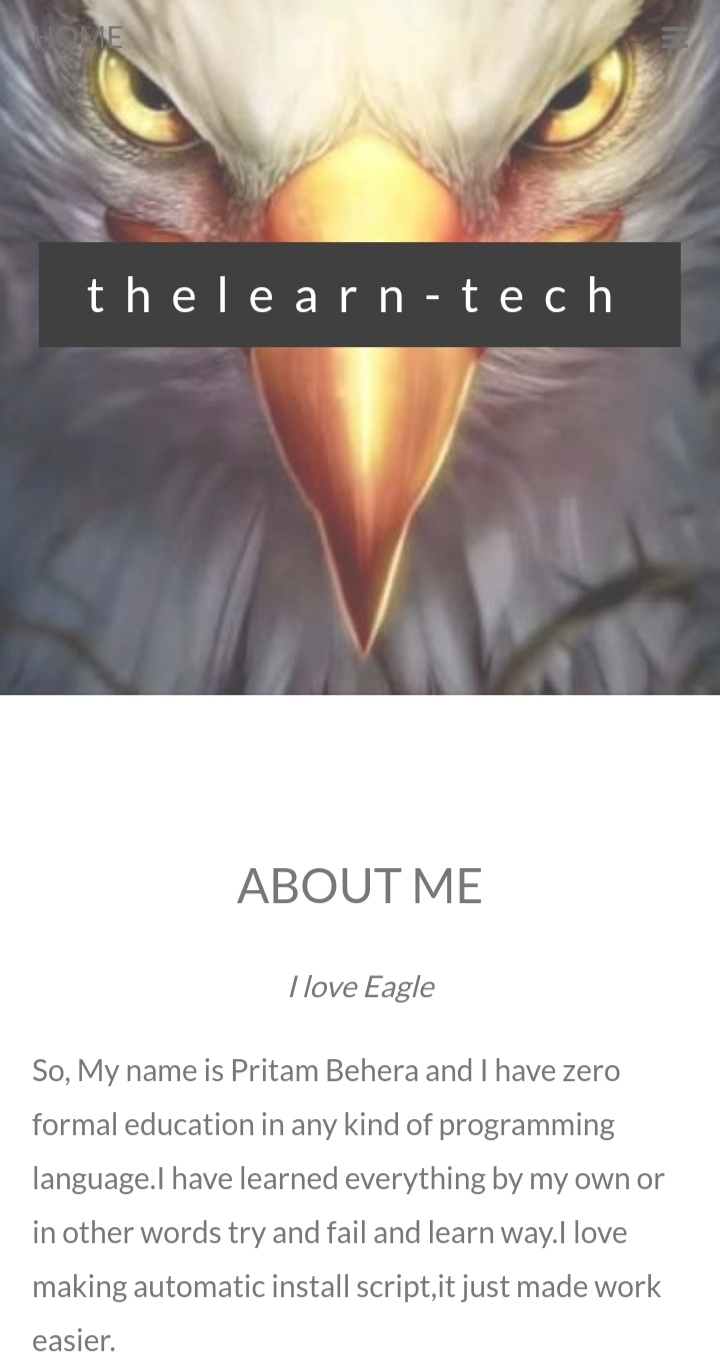 HOME
thelearn-tech
ABOUT ME
I love Eagle
So, My name is Pritam Behera and I have zero
formal education in any kind of programming
language.I have learned everything by my own or
in other words try and fail and learn way.I love
making automatic install script,it just made work
easier.